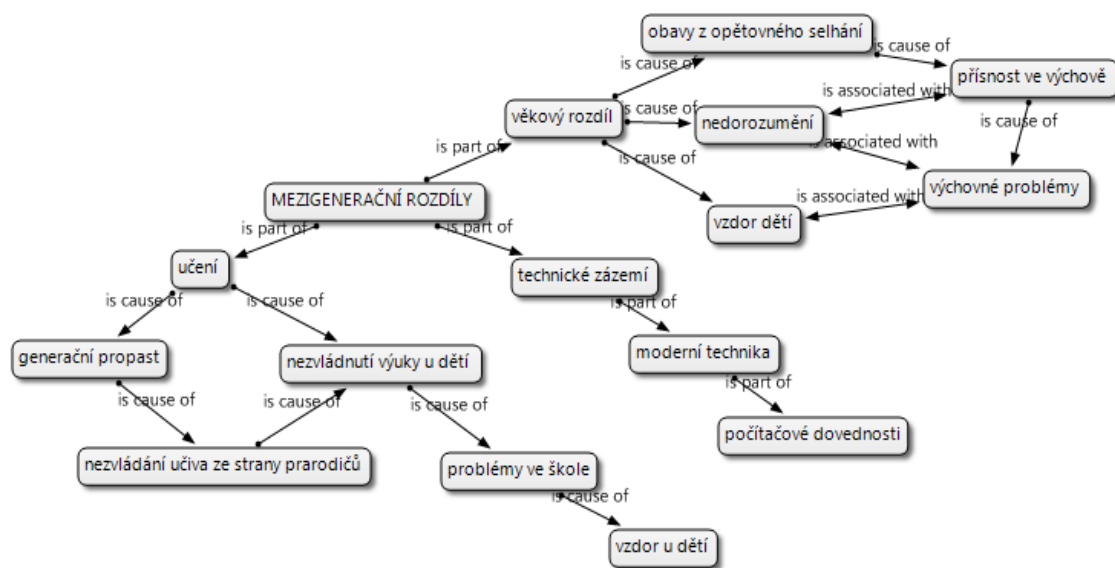 obavy z opětovného selhání
is cause of
is cause of
přísnost ve výchově
is associated with
věkový rozdíl
is cause of
nedorozumění
is cause of
is part of
is associated with
is cause of
výchovné problémy
MEZIGENERAČNÍ ROZDÍLY
is associated with
vzdor dětí
is part of
is part of
učení
technické zázemí
is cause of
is cause of
is part of
generační propast
nezvládnutí výuky u dětí
moderní technika
is part of
is cause of
is cause of
is cause of
počítačové dovednosti
nezvládání učiva ze strany prarodičů
problémy ve škole
is cause of
vzdor u dětí